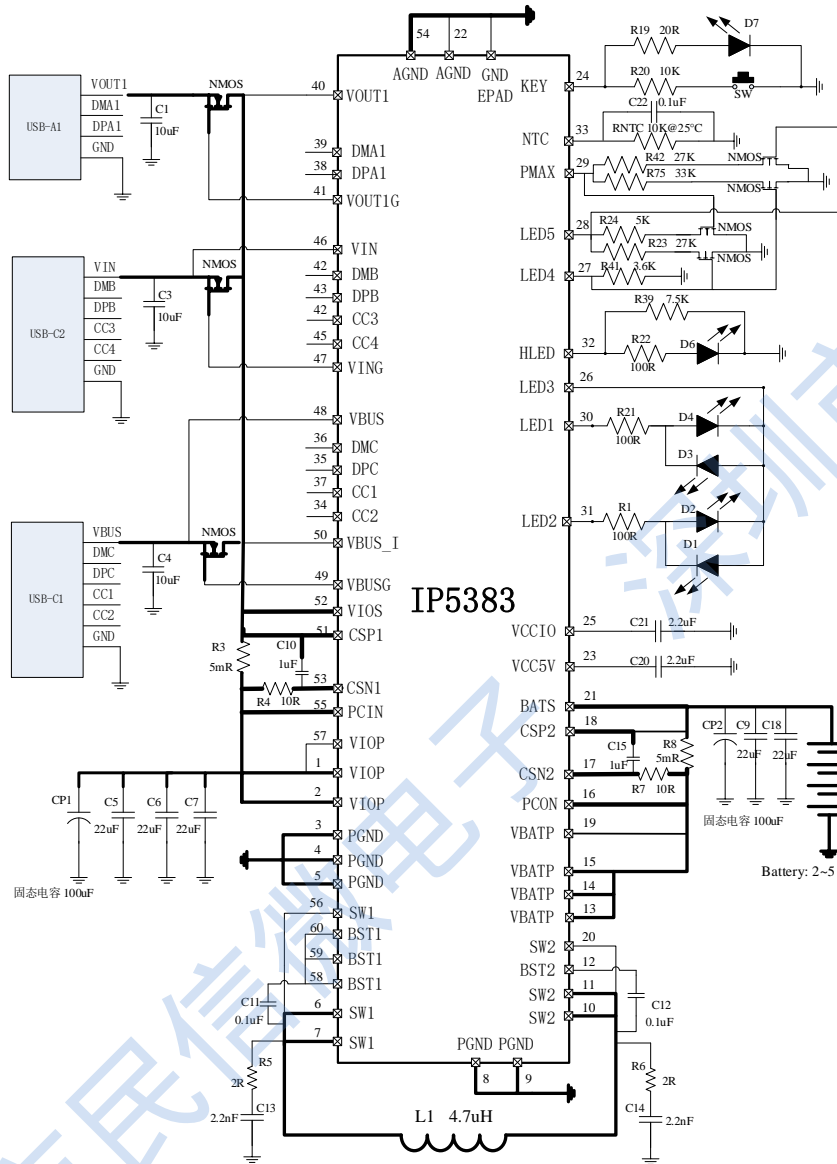 54
22
AGND
AGND
GND
EPAD
R19 20R
D7
24
R20 10K
KEY
SW
C22 0.1uF
33
RNTC 10K@25°C
NTC
29
R42 27K
NMOS
PMAX
R75 33K
NMOS
28
R24 5K
NMOS
LED5
R23 27K
NMOS
27
R41 3.6K
LED4
R39 7.5K
32
R22
D6
HLED
100R
LED3
26
30
R21
D4
LED1
100R
D3
31
R1
D2
LED2
100R
D1
USB-A1
VOUT1
DMA1
DPA1
GND
C1
10uF
NMOS
40
VOUT1
39
DMA1
38
DPA1
41
VOUT1G
USB-C2
VIN
DMB
DPB
CC3
CC4
GND
C3
10uF
NMOS
46
VIN
42
DMB
43
DPB
42
CC3
45
CC4
47
VING
48
VBUS
36
DMC
35
DPC
37
CC1
34
CC2
USB-C1
VBUS
DMC
DPC
CC1
CC2
GND
C4
10uF
NMOS
50
VBUS_I
49
VBUSG
52
VIOS
51
CSP1
R3
5mR
C10
1uF
53
CSN1
R4 10R
55
PCIN
57
VIOP
1
VIOP
2
VIOP
CP1
C5
22uF
C6
22uF
C7
22uF
固态电容 100uF
3
PGND
4
PGND
5
PGND
56
SW1
60
BST1
59
BST1
58
BST1
C11
0.1uF
6
SW1
7
SW1
R5
2R
C13
2.2nF
IP5383
VCCIO
25
C21 2.2uF
VCC5V
23
C20 2.2uF
BATS
21
CSP2
18
C15
1uF
R8
5mR
CSN2
17
R7 10R
PCON
16
VBATP
19
CP2
C9
22uF
C18
22uF
固态电容 100uF
Battery: 2~5
VBATP
15
VBATP
14
VBATP
13
SW2
20
BST2
12
SW2
11
SW2
10
C12
0.1uF
PGND PGND
8
9
R6
2R
C14
2.2nF
L1 4.7uH
深圳市
市民信微电子